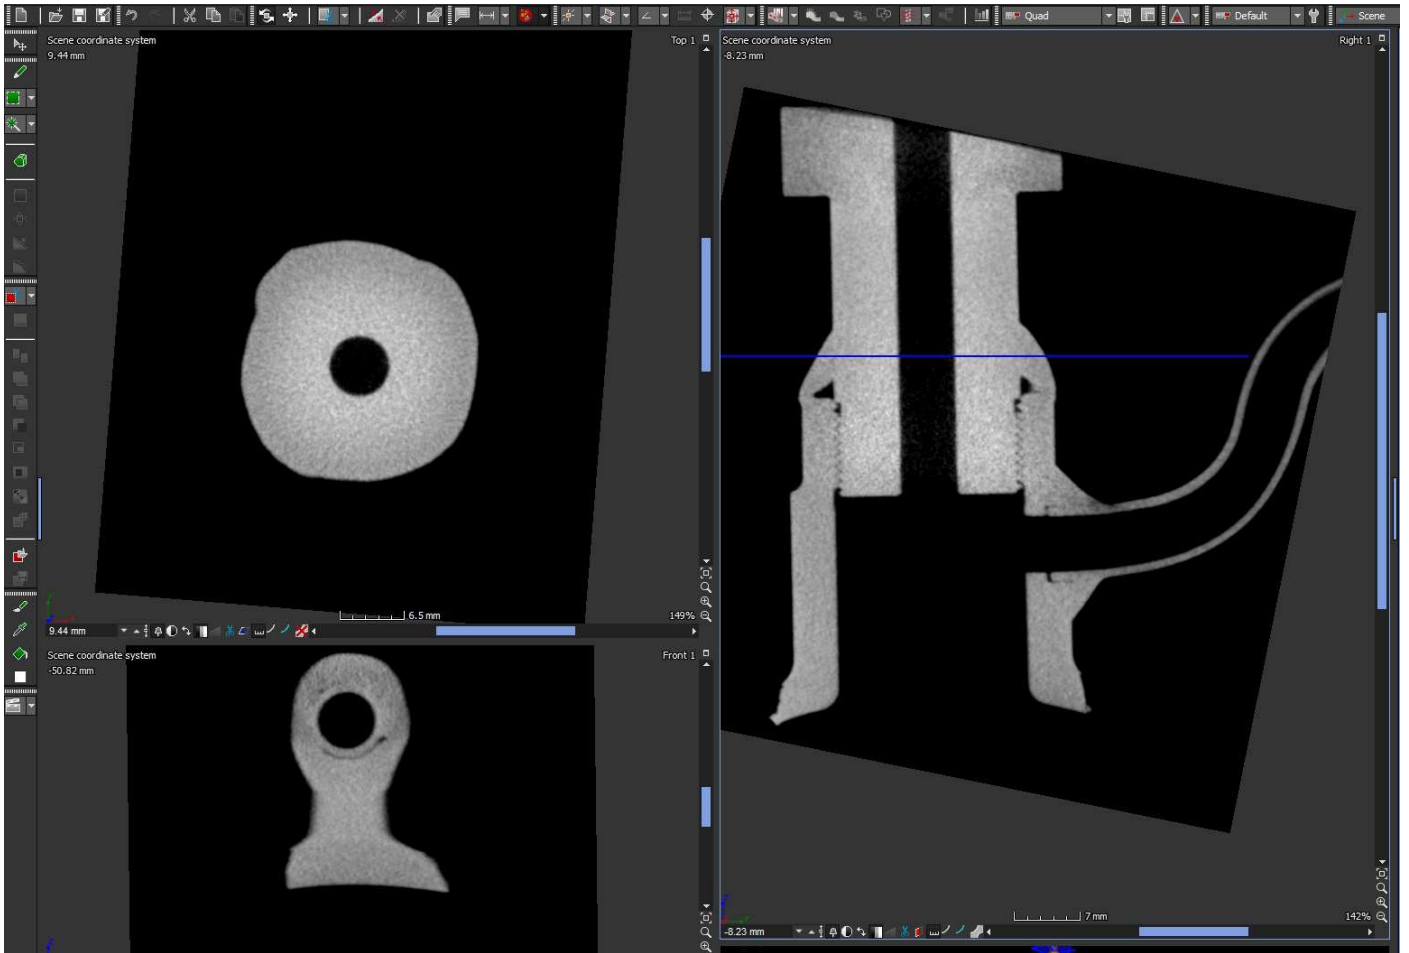 Quad
Default
Scene
Scene coordinate system
Top 1
9.44 mm
6.5 mm
149%
9.44 mm
Scene coordinate system
Front 1
-50.82 mm
Scene coordinate system
Right 1
-8.23 mm
7 mm
142%
-8.23 mm